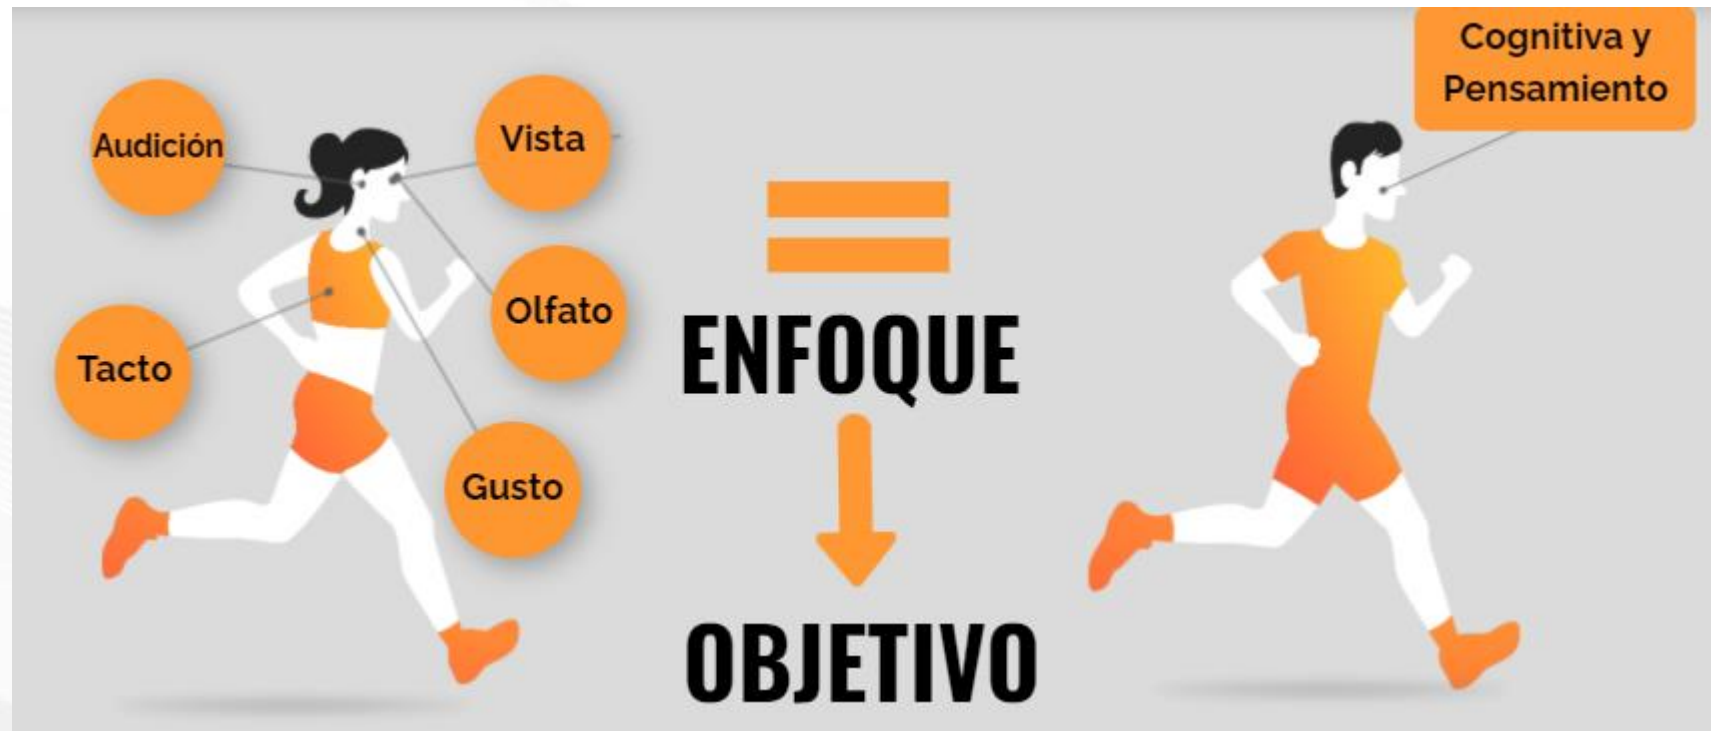 Audición
Vista
Olfato
Tacto
Gusto
ENFOQUE
OBJETIVO
Cognitiva y
Pensamiento